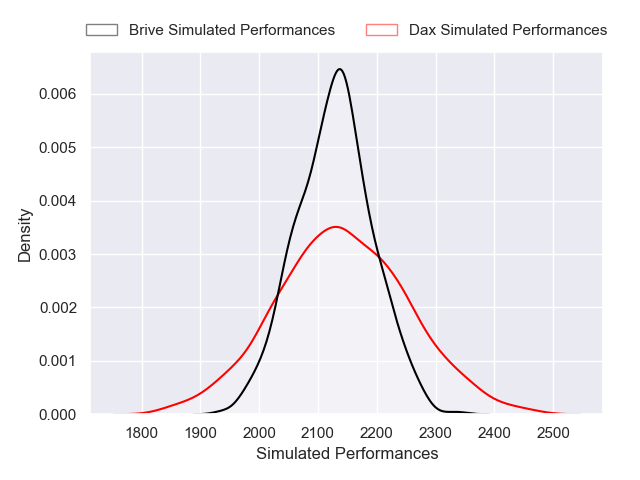 Brive Simulated Performances Dax Simulated Performances
0.006
0.005
0.004
0.003
0.002
0.001
0.000
Density
1800 1900 2000 2100 2200 2300 2400 2500
Simulated Performances